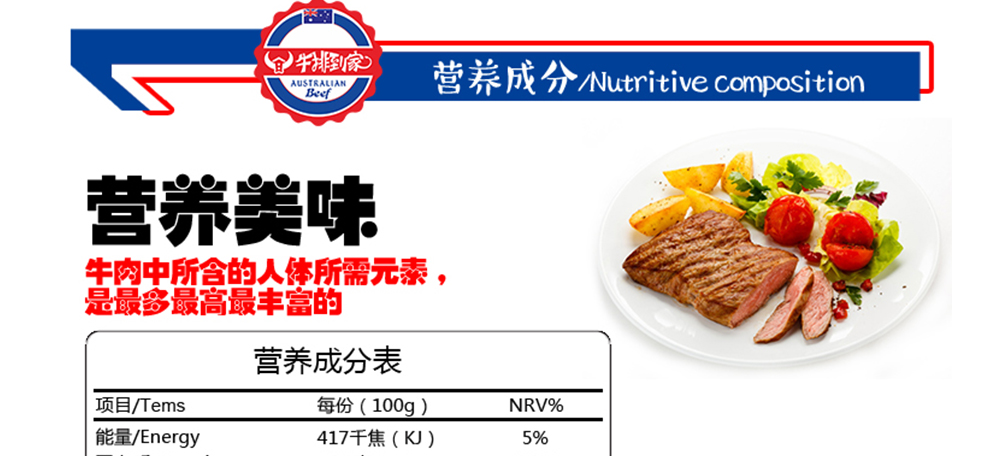 牛排到家
AUSTRALIAN
Beef
营养成分/Nutritive composition
营养美味
牛肉中所含的人体所需元素，
是最多最高最丰富的
营养成分表
项目/Tems 每份（100g） NRV%
能量/Energy 417千焦（KJ） 5%